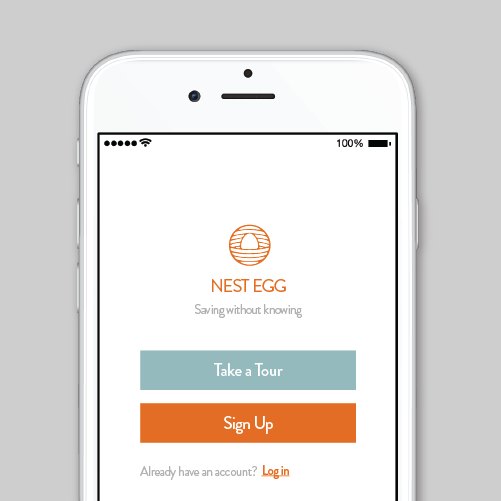 100%
NEST EGG
Saving without knowing
Take a Tour
Sign Up
Already have an account? Log in